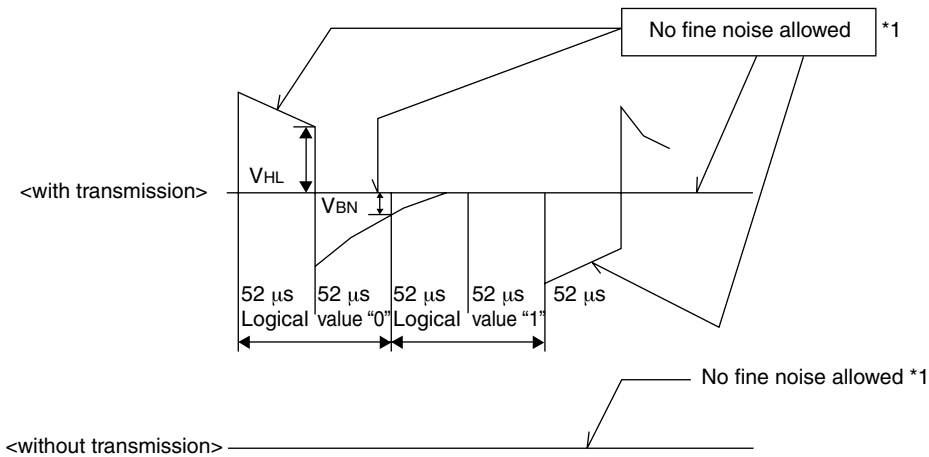 No fine noise allowed *1
VHL
<with transmission>
VBN
52 μs 52 μs 52 μs 52 μs 52 μs
Logical value “0” Logical value “1”
No fine noise allowed *1
<without transmission>